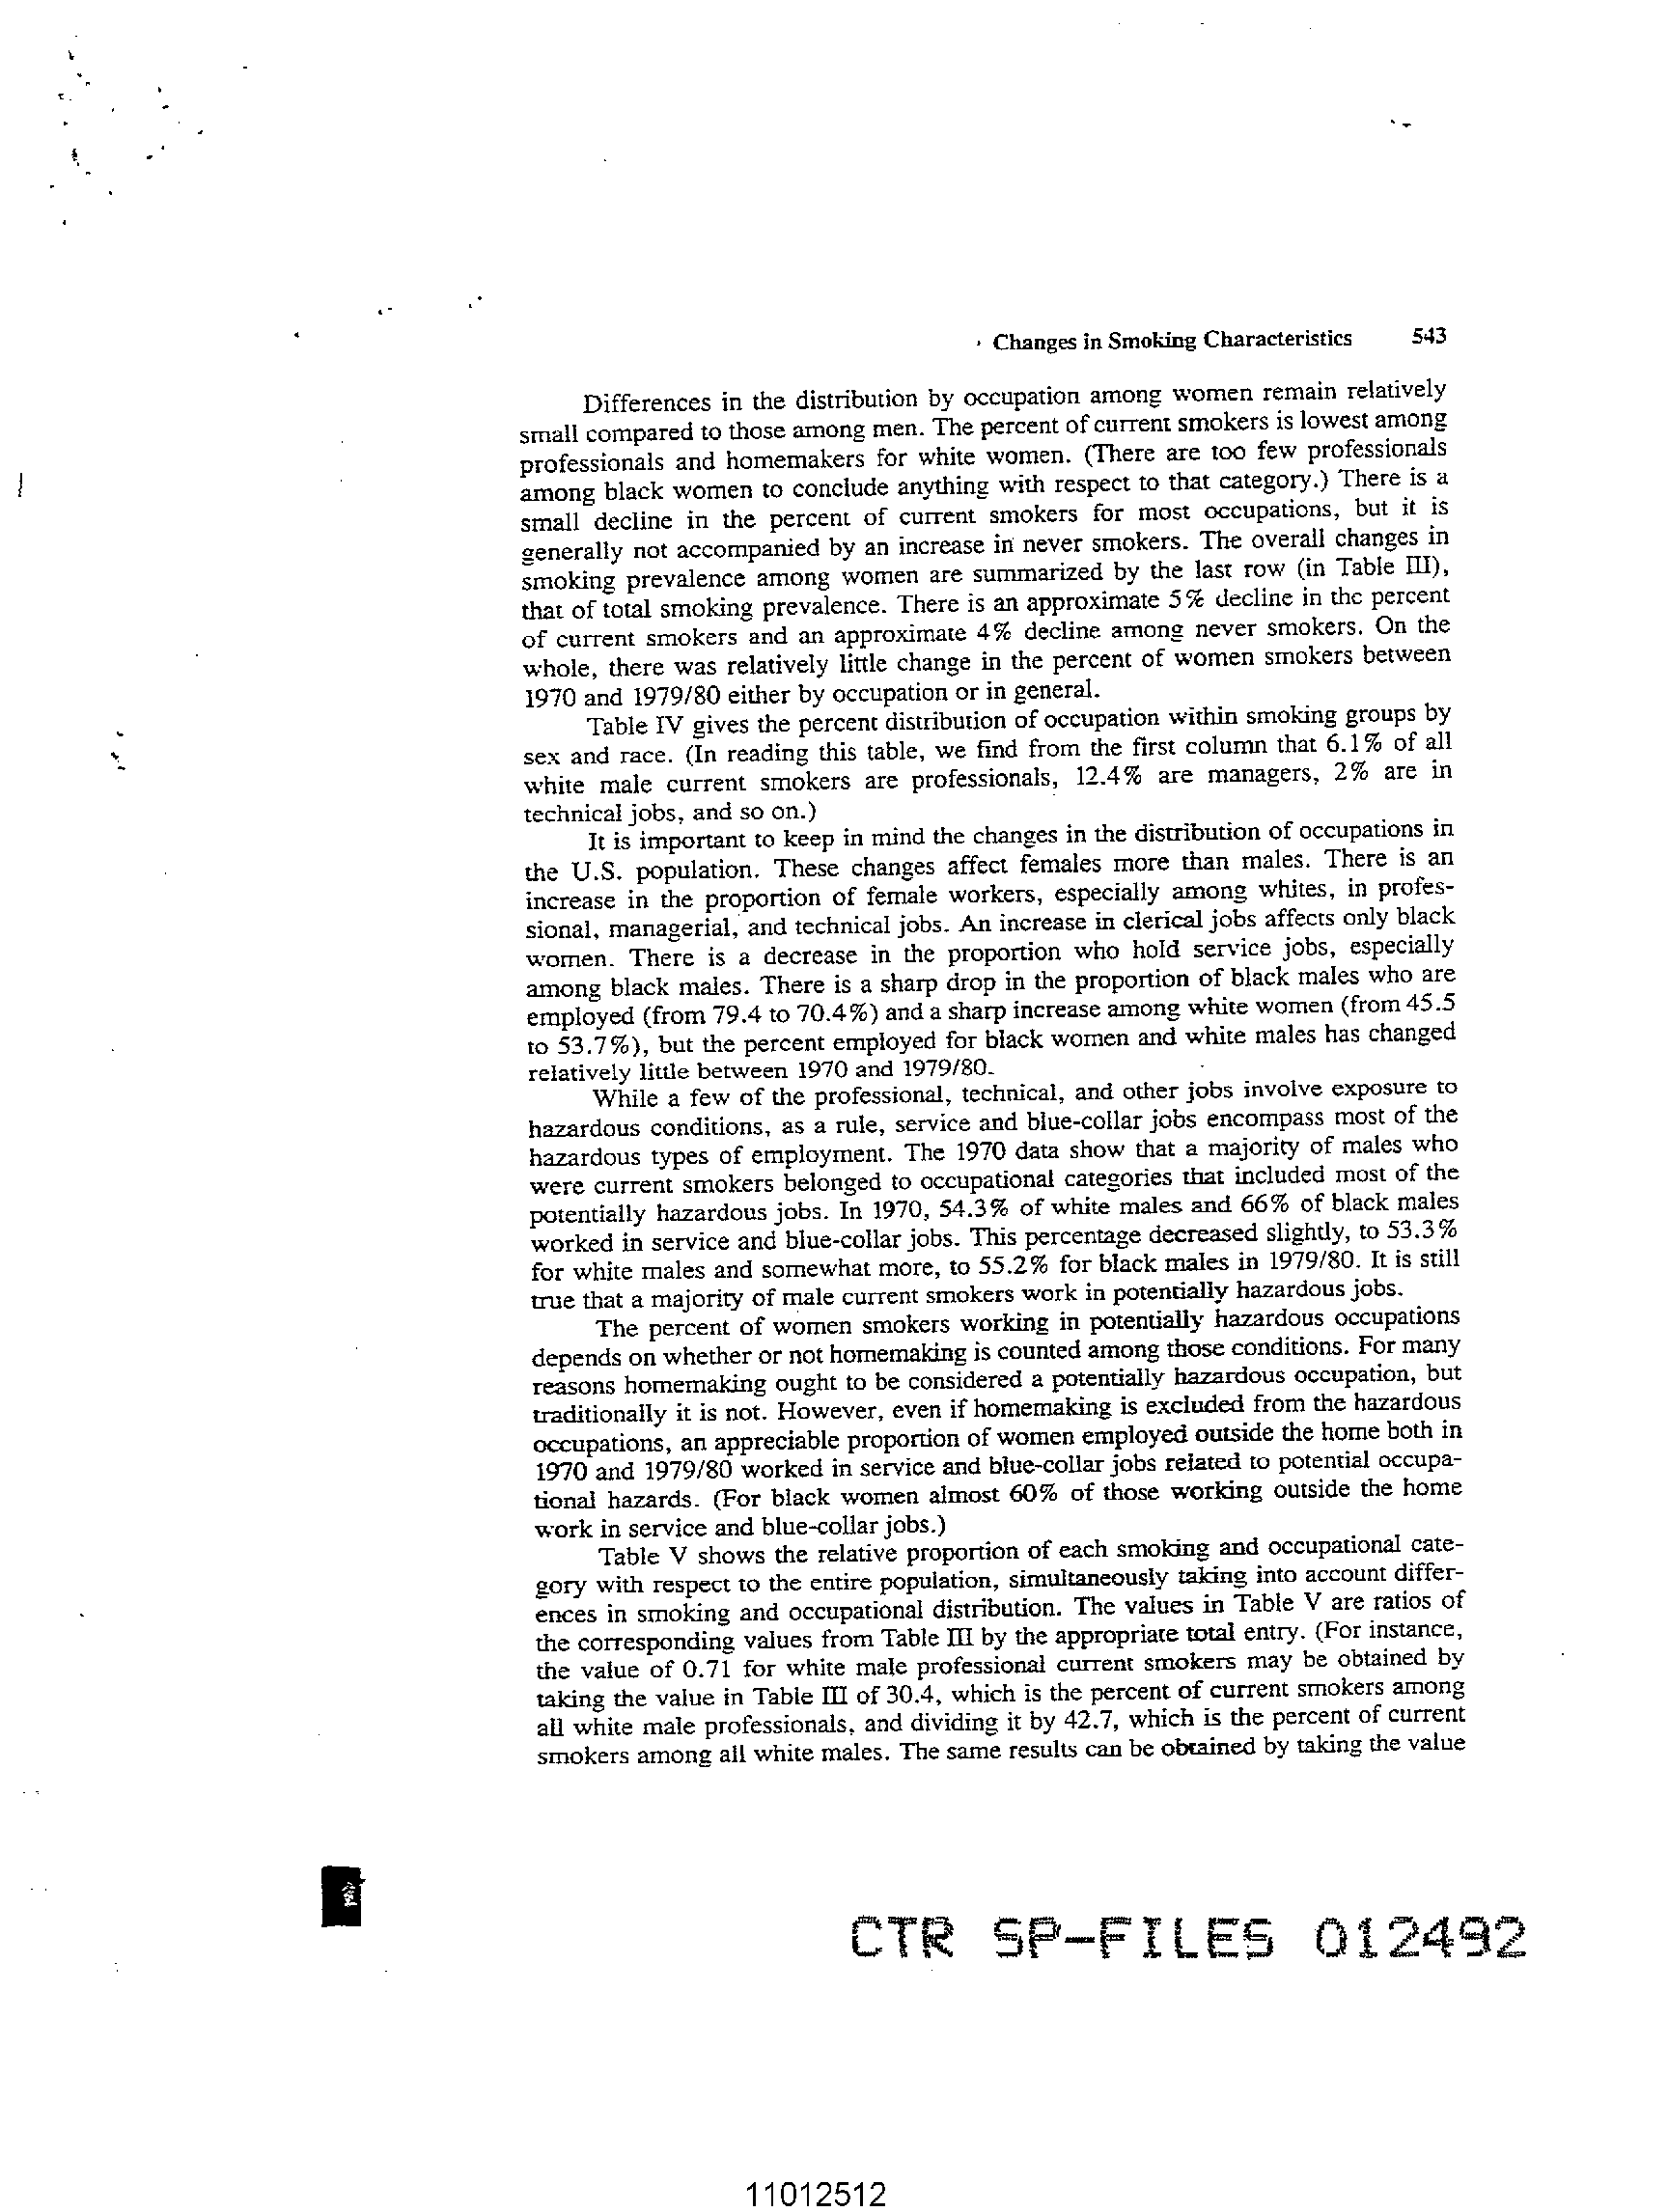 Changes in Smoking Characteristics 543
Differences in the distribution by occupation among women remain relatively
small compared to those among men. The percent of current smokers is lowest among
professionals and homemakers for white women. (There are too few professionals
among black women to conclude anything with respect to that category.) There is a
small decline in the percent of current smokers for most occupations, but it is
generally not accompanied by an increase in never smokers. The overall changes in
smoking prevalence among women are summarized by the last row (in Table III),
that of total smoking prevalence. There is an approximate 5% decline in the percent
of current smokers and an approximate 4% decline among never smokers. On the
whole, there was relatively little change in the percent of women smokers between
1970 and 1979/80 either by occupation or in general.
Table IV gives the percent distribution of occupation within smoking groups by
sex and race. (In reading this table, we find from the first column that 6.1% of all
white male current smokers are professionals, 12.4% are managers, 2% are in
technical jobs, and so on.)
It is important to keep in mind the changes in the distribution of occupations in
the U.S. population. These changes affect females more than males. There is an
increase in the proportion of female workers, especially among whites, in profes-
sional, managerial, and technical jobs. An increase in clerical jobs affects only black
women. There is a decrease in the proportion who hold service jobs, especially
among black males. There is a sharp drop in the proportion of black males who are
employed (from 79.4 to 70.4%) and a sharp increase among white women (from 45.5
to 53.7%), but the percent employed for black women and white males has changed
relatively little between 1970 and 1979/80.
While a few of the professional, technical, and other jobs involve exposure to
hazardous conditions, as a rule, service and blue-collar jobs encompass most of the
hazardous types of employment. The 1970 data show that a majority of males who
were current smokers belonged to occupational categories that included most of the
potentially hazardous jobs. In 1970, 54.3% of white males and 66% of black males
worked in service and blue-collar jobs. This percentage decreased slightly, to 53.3%
for white males and somewhat more, to 55.2% for black males in 1979/80. It is still
true that a majority of male current smokers work in potentially hazardous jobs.
The percent of women smokers working in potentially hazardous occupations
depends on whether or not homemaking is counted among those conditions. For many
reasons homemaking ought to be considered a potentially hazardous occupation, but
traditionally it is not. However, even if homemaking is excluded from the hazardous
occupations, an appreciable proportion of women employed outside the home both in
1970 and 1979/80 worked in service and blue-collar jobs related to potential occupa-
tional hazards. (For black women almost 60% of those working outside the home
work in service and blue-collar jobs.)
Table V shows the relative proportion of each smoking and occupational cate-
gory with respect to the entire population, simultaneously taking into account differ-
ences in smoking and occupational distribution. The values in Table V are ratios of
the corresponding values from Table III by the appropriate total entry. (For instance,
the value of 0.71 for white male professional current smokers may be obtained by
taking the value in Table III of 30.4, which is the percent of current smokers among
all white male professionals, and dividing it by 42.7, which is the percent of current
smokers among all white males. The same results can be obtained by taking the value
CTR SP-FILES 012492
11012512